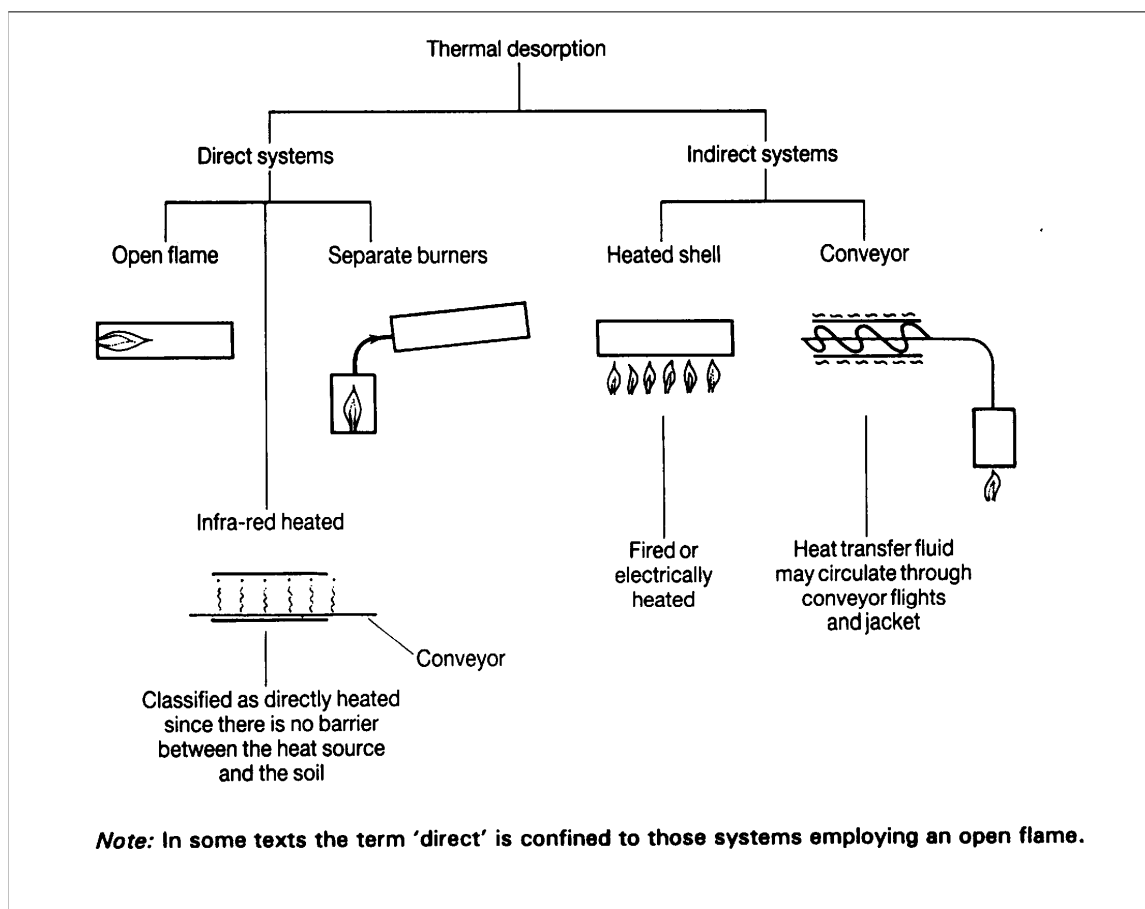 Thermal desorption
Direct systems
Indirect systems
Open flame
Separate burners
Heated shell
Conveyor
Infra-red heated
Conveyor
Classified as directly heated
since there is no barrier
between the heat source
and the soil
Fired or
electrically
heated
Heat transfer fluid
may circulate through
conveyor flights
and jacket
Note: In some texts the term 'direct' is confined to those systems employing an open flame.